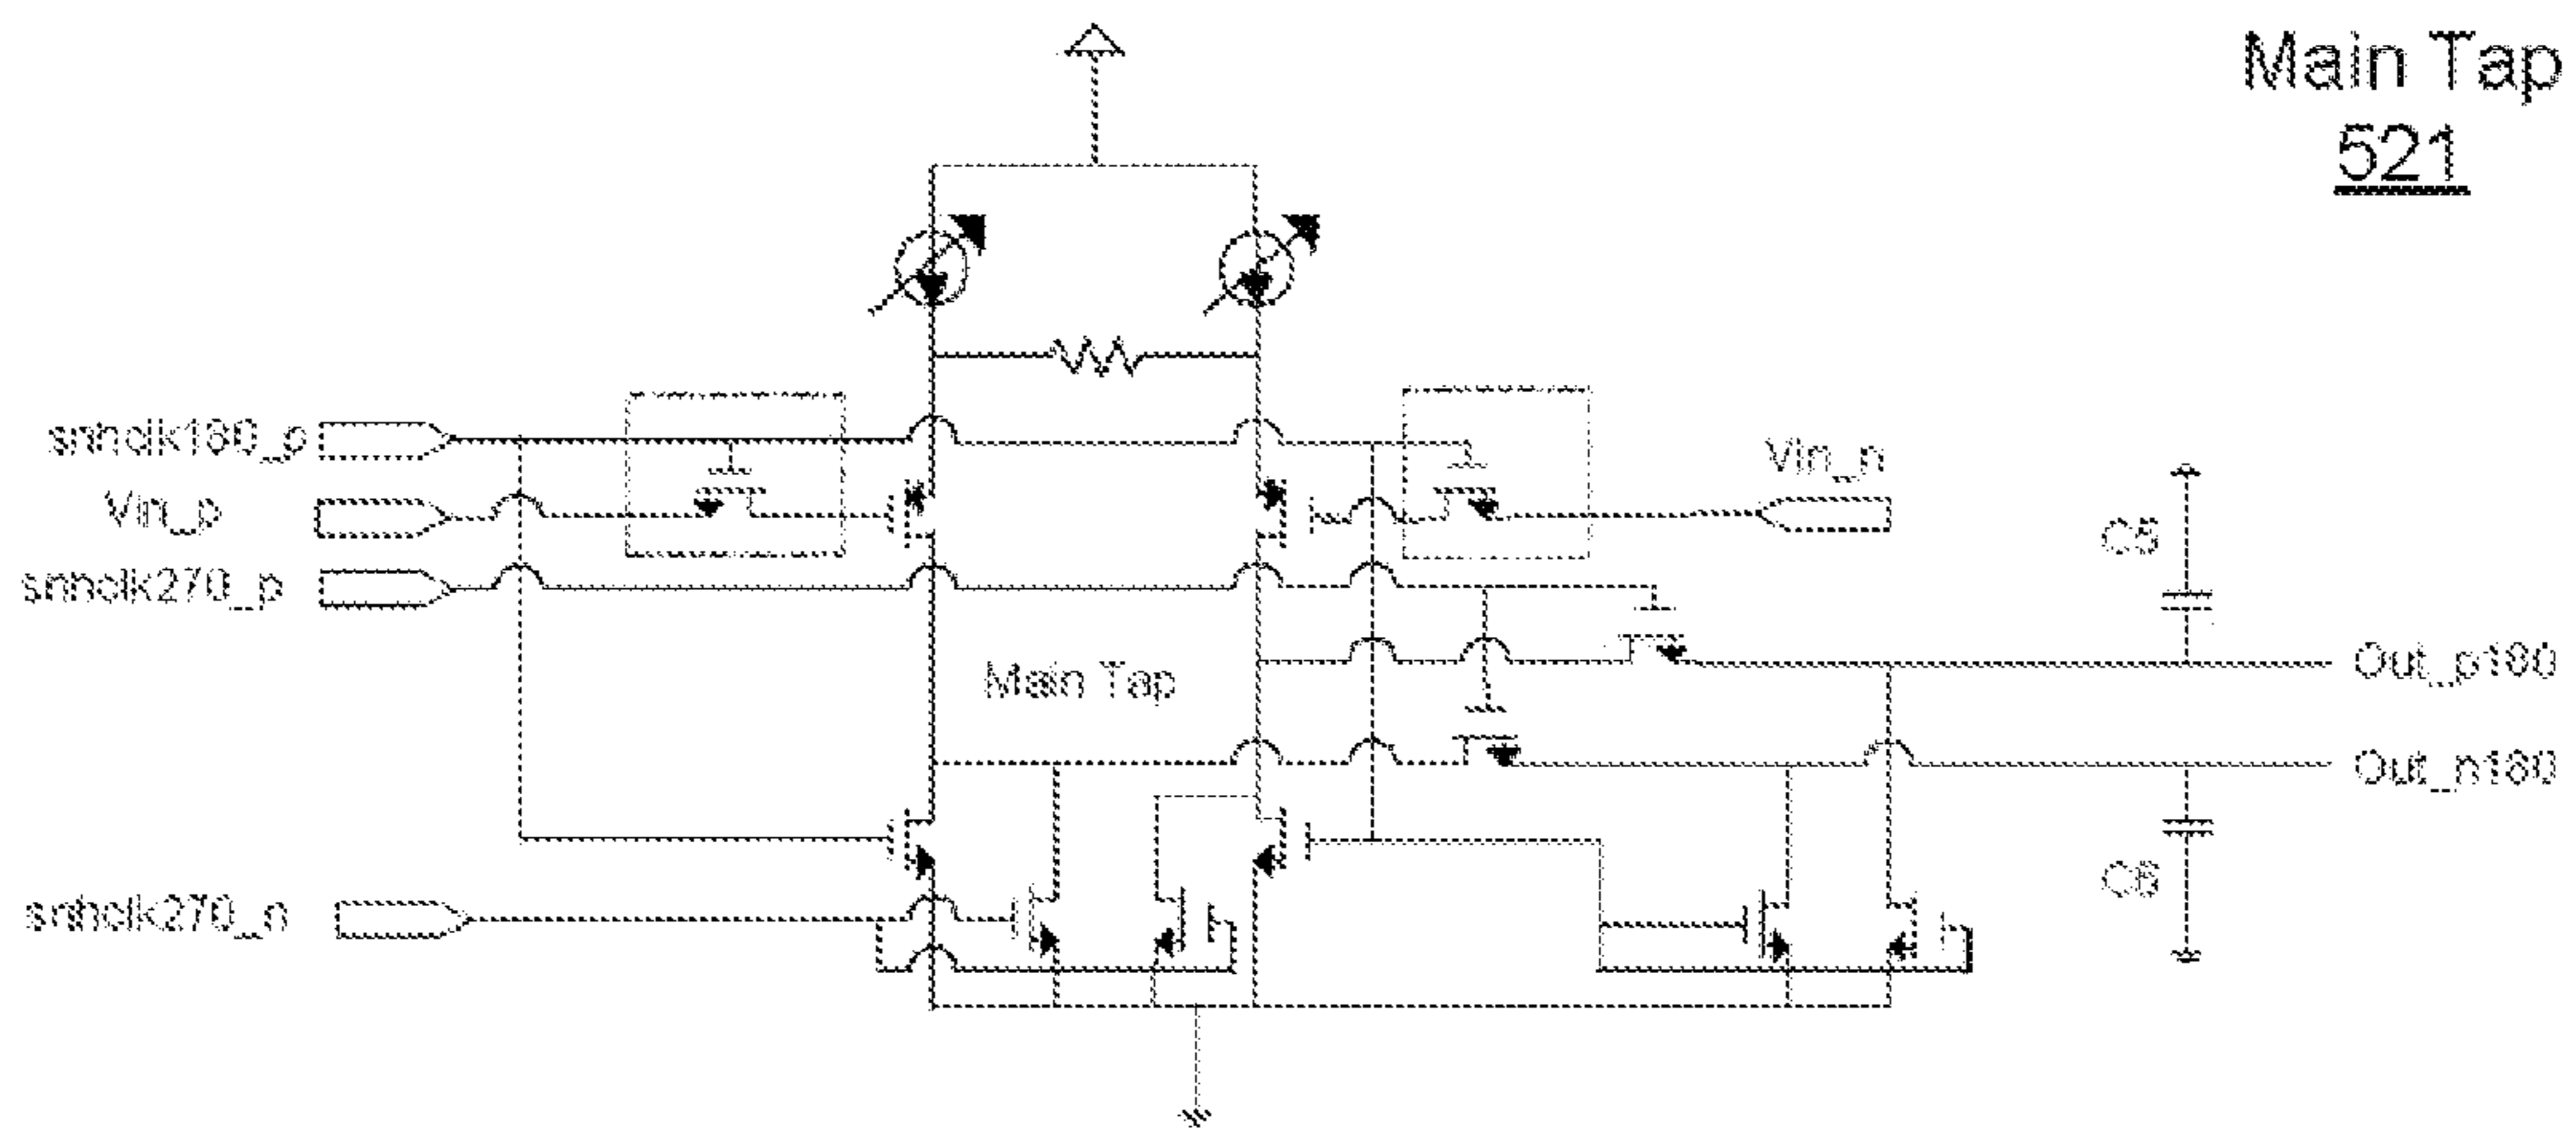 Main Tap
521
snhclk180_p
Vin_p
Vin_n
C5
snhclk270_p
Main Tap
Out_p180
Out_n180
C6
snhclk270_n